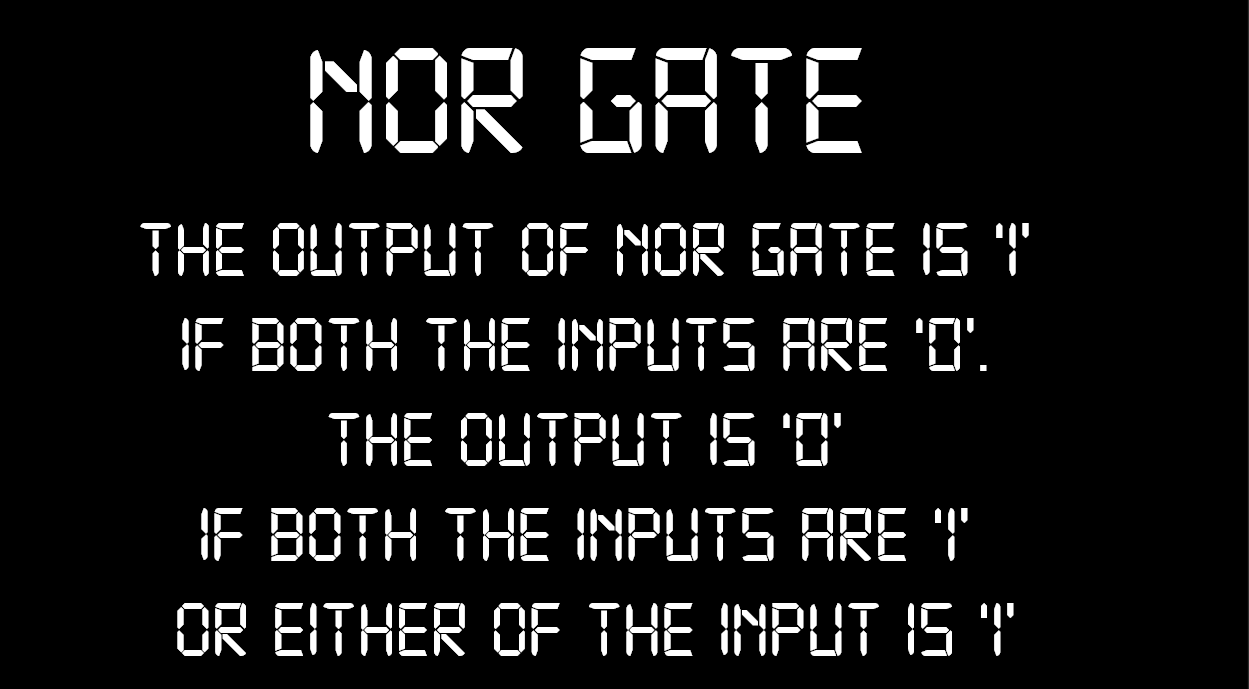 NOR GATE
THE OUTPUT OF NOR GATE IS '1'
IF BOTH THE INPUTS ARE '0'.
THE OUTPUT IS '0'
IF BOTH THE INPUTS ARE '1'
OR EITHER OF THE INPUT IS '1'